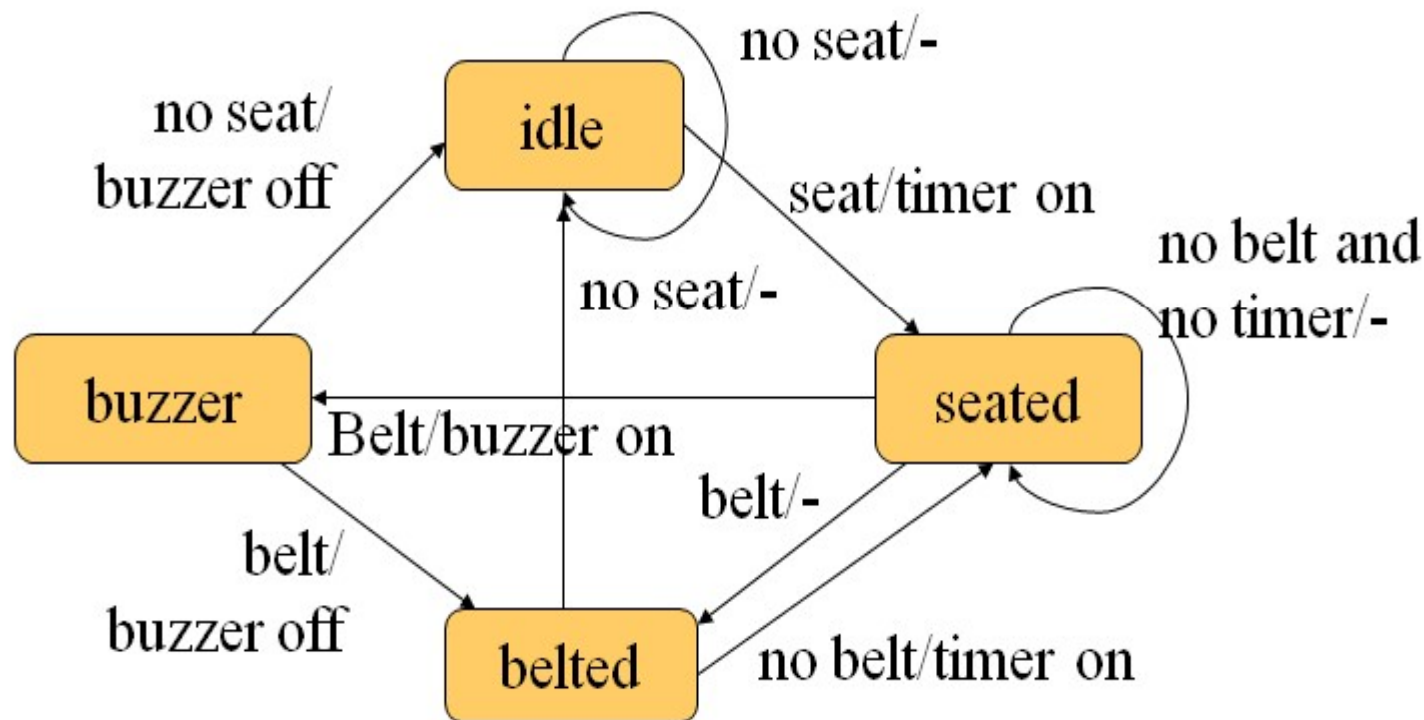 no seat/-
no seat/
buzzer off
idle
seat/timer on
no belt and
no timer/-
no seat/-
buzzer
seated
Belt/buzzer on
belt/-
belt/
buzzer off
belted
no belt/timer on